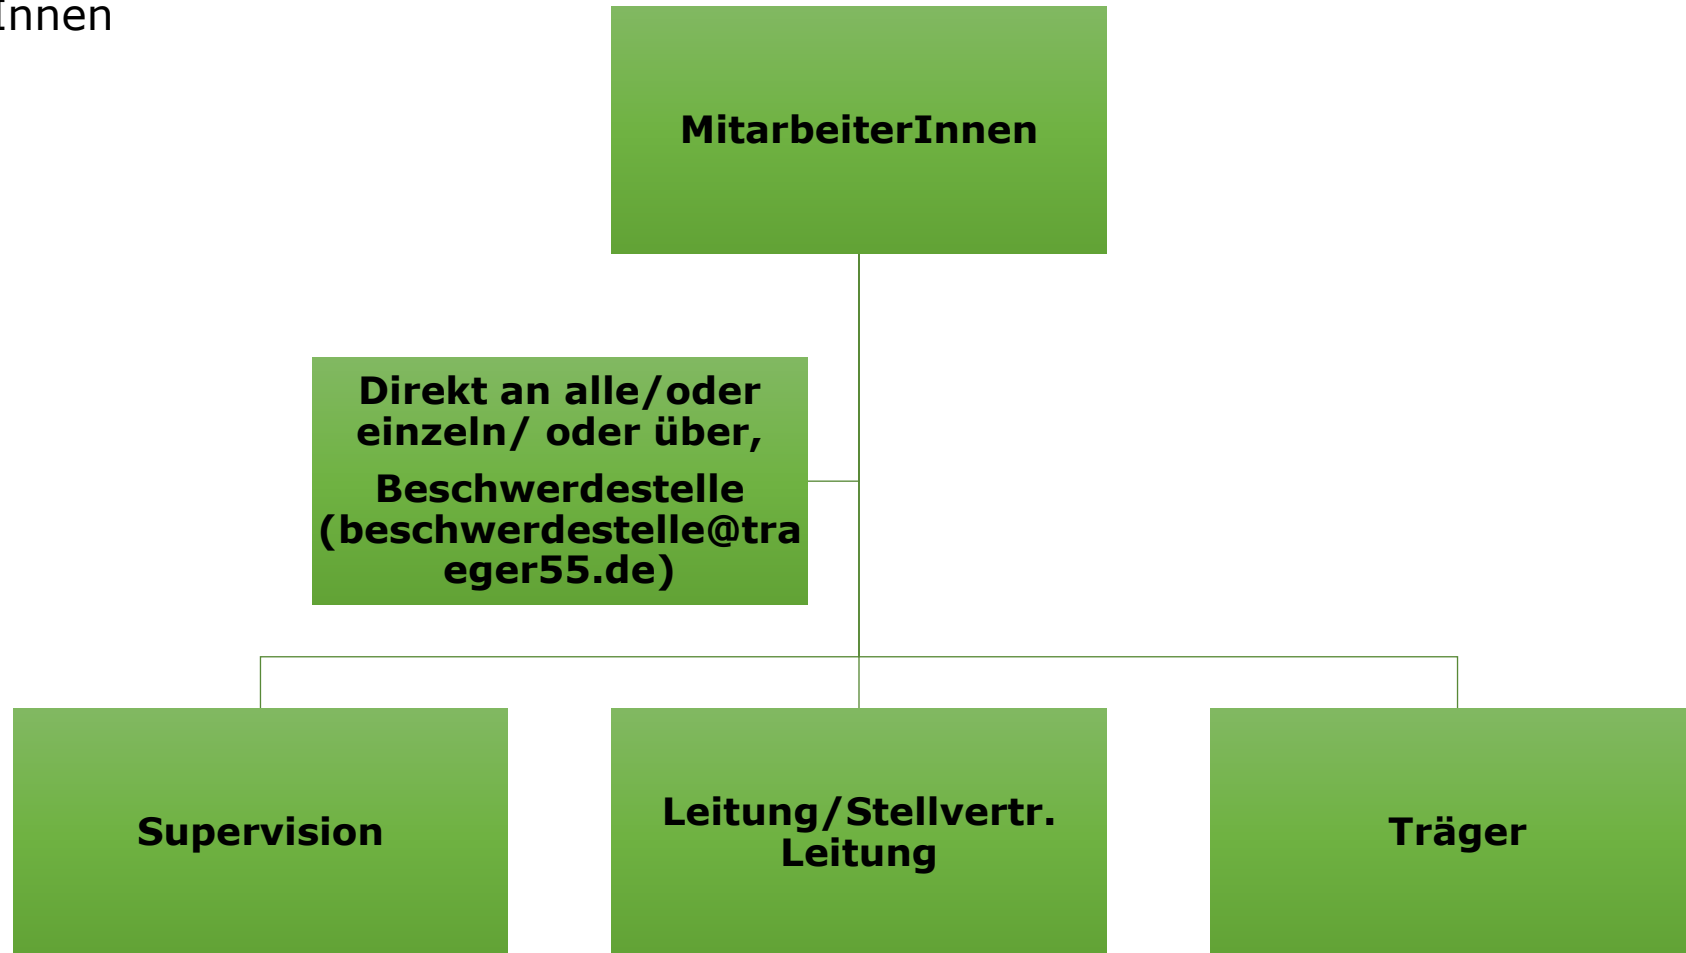 Innen
MitarbeiterInnen
Direkt an alle/oder
einzeln/ oder über,
Beschwerdestelle
(beschwerdestelle@tra
eger55.de)
Supervision
Leitung/Stellvertr.
Leitung
Träger